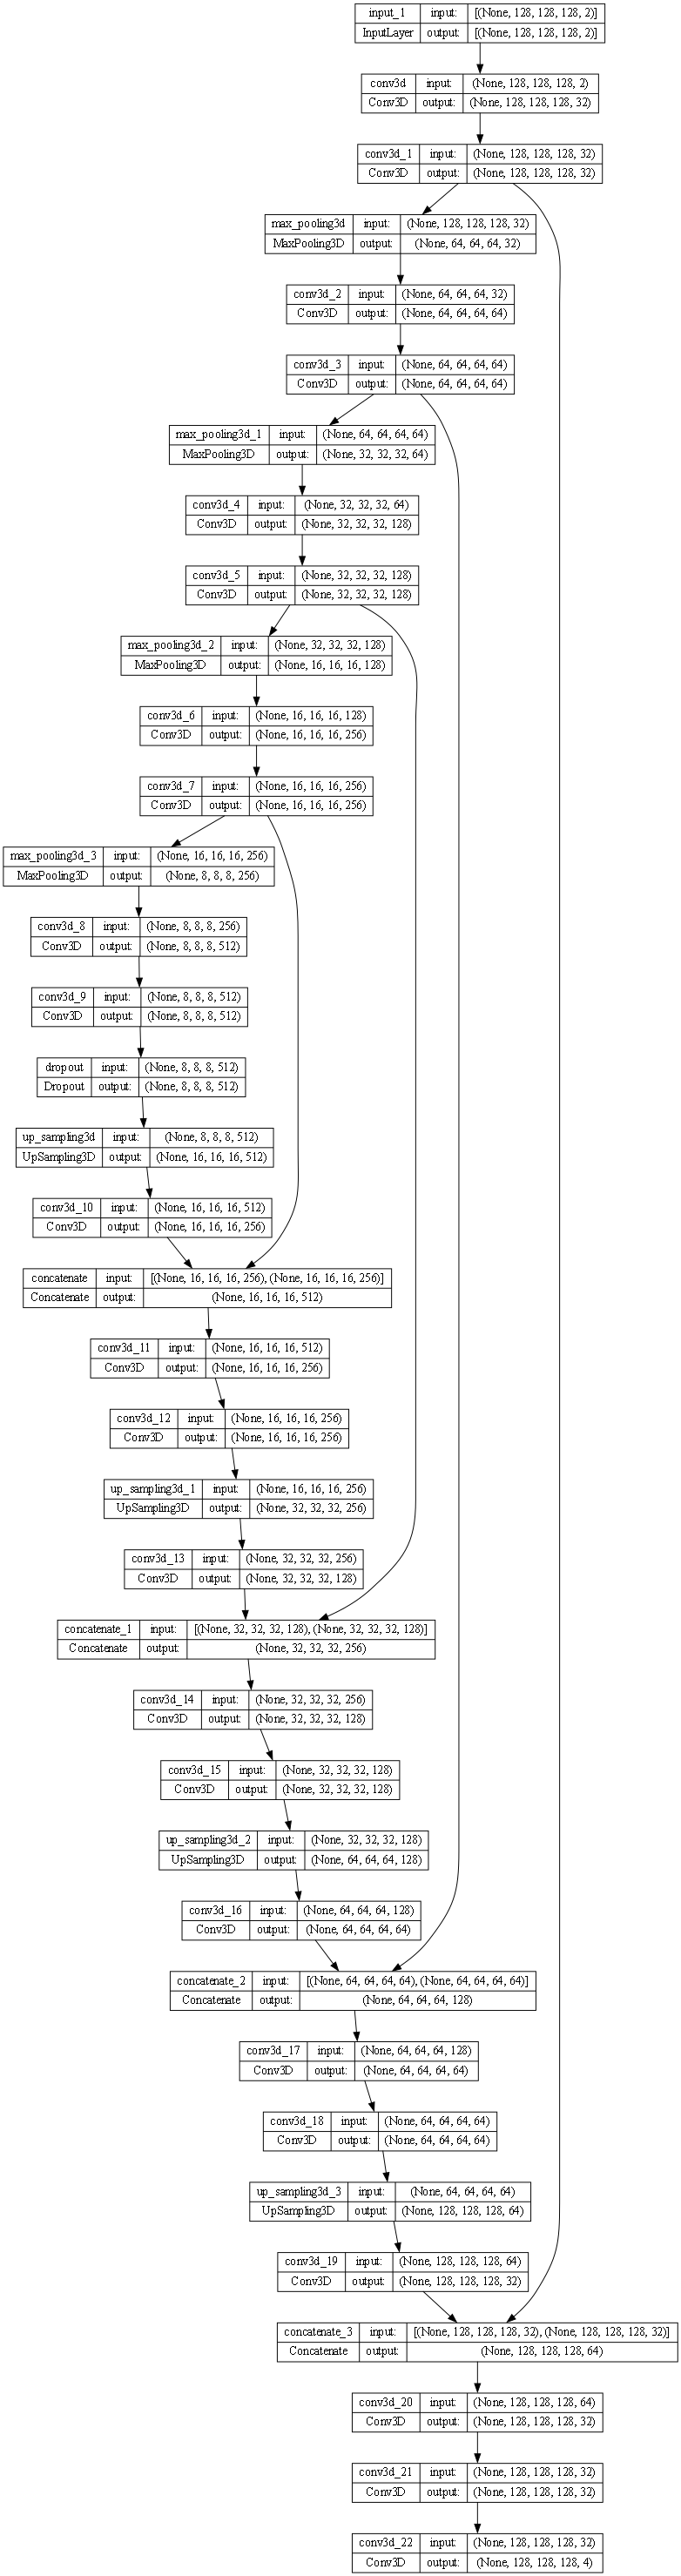 input_1 input: [(None, 128, 128, 128, 2)]
InputLayer output: [(None, 128, 128, 128, 2)]
conv3d input: (None, 128, 128, 128, 2)
Conv3D output: (None, 128, 128, 128, 32)
conv3d_1 input: (None, 128, 128, 128, 32)
Conv3D output: (None, 128, 128, 128, 32)
max_pooling3d input: (None, 128, 128, 128, 32)
MaxPooling3D output: (None, 64, 64, 64, 32)
conv3d_2 input: (None, 64, 64, 64, 32)
Conv3D output: (None, 64, 64, 64, 64)
conv3d_3 input: (None, 64, 64, 64, 64)
Conv3D output: (None, 64, 64, 64, 64)
max_pooling3d_1 input: (None, 64, 64, 64, 64)
MaxPooling3D output: (None, 32, 32, 32, 64)
conv3d_4 input: (None, 32, 32, 32, 64)
Conv3D output: (None, 32, 32, 32, 128)
conv3d_5 input: (None, 32, 32, 32, 128)
Conv3D output: (None, 32, 32, 32, 128)
max_pooling3d_2 input: (None, 32, 32, 32, 128)
MaxPooling3D output: (None, 16, 16, 16, 128)
conv3d_6 input: (None, 16, 16, 16, 128)
Conv3D output: (None, 16, 16, 16, 256)
conv3d_7 input: (None, 16, 16, 16, 256)
Conv3D output: (None, 16, 16, 16, 256)
max_pooling3d_3 input: (None, 16, 16, 16, 256)
MaxPooling3D output: (None, 8, 8, 8, 256)
conv3d_8 input: (None, 8, 8, 8, 256)
Conv3D output: (None, 8, 8, 8, 512)
conv3d_9 input: (None, 8, 8, 8, 512)
Conv3D output: (None, 8, 8, 8, 512)
dropout input: (None, 8, 8, 8, 512)
Dropout output: (None, 8, 8, 8, 512)
up_sampling3d input: (None, 8, 8, 8, 512)
UpSampling3D output: (None, 16, 16, 16, 512)
conv3d_10 input: (None, 16, 16, 16, 512)
Conv3D output: (None, 16, 16, 16, 256)
concatenate input: [(None, 16, 16, 16, 256), (None, 16, 16, 16, 256)]
Concatenate output: (None, 16, 16, 16, 512)
conv3d_11 input: (None, 16, 16, 16, 512)
Conv3D output: (None, 16, 16, 16, 256)
conv3d_12 input: (None, 16, 16, 16, 256)
Conv3D output: (None, 16, 16, 16, 256)
up_sampling3d_1 input: (None, 16, 16, 16, 256)
UpSampling3D output: (None, 32, 32, 32, 256)
conv3d_13 input: (None, 32, 32, 32, 256)
Conv3D output: (None, 32, 32, 32, 128)
concatenate_1 input: [(None, 32, 32, 32, 128), (None, 32, 32, 32, 128)]
Concatenate output: (None, 32, 32, 32, 256)
conv3d_14 input: (None, 32, 32, 32, 256)
Conv3D output: (None, 32, 32, 32, 128)
conv3d_15 input: (None, 32, 32, 32, 128)
Conv3D output: (None, 32, 32, 32, 128)
up_sampling3d_2 input: (None, 32, 32, 32, 128)
UpSampling3D output: (None, 64, 64, 64, 128)
conv3d_16 input: (None, 64, 64, 64, 128)
Conv3D output: (None, 64, 64, 64, 64)
concatenate_2 input: [(None, 64, 64, 64, 64), (None, 64, 64, 64, 64)]
Concatenate output: (None, 64, 64, 64, 128)
conv3d_17 input: (None, 64, 64, 64, 128)
Conv3D output: (None, 64, 64, 64, 64)
conv3d_18 input: (None, 64, 64, 64, 64)
Conv3D output: (None, 64, 64, 64, 64)
up_sampling3d_3 input: (None, 64, 64, 64, 64)
UpSampling3D output: (None, 128, 128, 128, 64)
conv3d_19 input: (None, 128, 128, 128, 64)
Conv3D output: (None, 128, 128, 128, 32)
concatenate_3 input: [(None, 128, 128, 128, 32), (None, 128, 128, 128, 32)]
Concatenate output: (None, 128, 128, 128, 64)
conv3d_20 input: (None, 128, 128, 128, 64)
Conv3D output: (None, 128, 128, 128, 32)
conv3d_21 input: (None, 128, 128, 128, 32)
Conv3D output: (None, 128, 128, 128, 32)
conv3d_22 input: (None, 128, 128, 128, 32)
Conv3D output: (None, 128, 128, 128, 4)